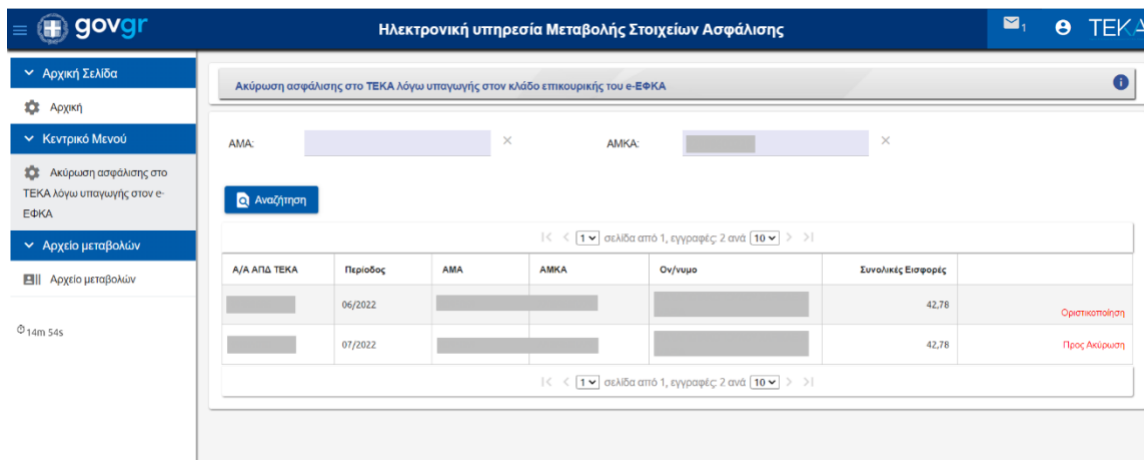 govgr
Ηλεκτρονική υπηρεσία Μεταβολής Στοιχείων Ασφάλισης
1
TEKA
Αρχική Σελίδα
Αρχική
Κεντρικό Μενού
Ακύρωση ασφάλισης στο
ΤΕΚΑ λόγω υπαγωγής στον e-
ΕΦΚΑ
Αρχείο μεταβολών
Αρχείο μεταβολών
14m 54s
Ακύρωση ασφάλισης στο ΤΕΚΑ λόγω υπαγωγής στον κλάδο επικουρικής του e-ΕΦΚΑ
ΑΜΑ: ΑΜΚΑ:
Αναζήτηση
1 σελίδα από 1, εγγραφές: 2 ανά 10
Α/Α ΑΠΔ ΤΕΚΑ Περίοδος ΑΜΑ ΑΜΚΑ Ον/νυμο Συνολικές Εισφορές
06/2022 42,78 Οριστικοποίηση
07/2022 42,78 Προς Ακύρωση
1 σελίδα από 1, εγγραφές: 2 ανά 10